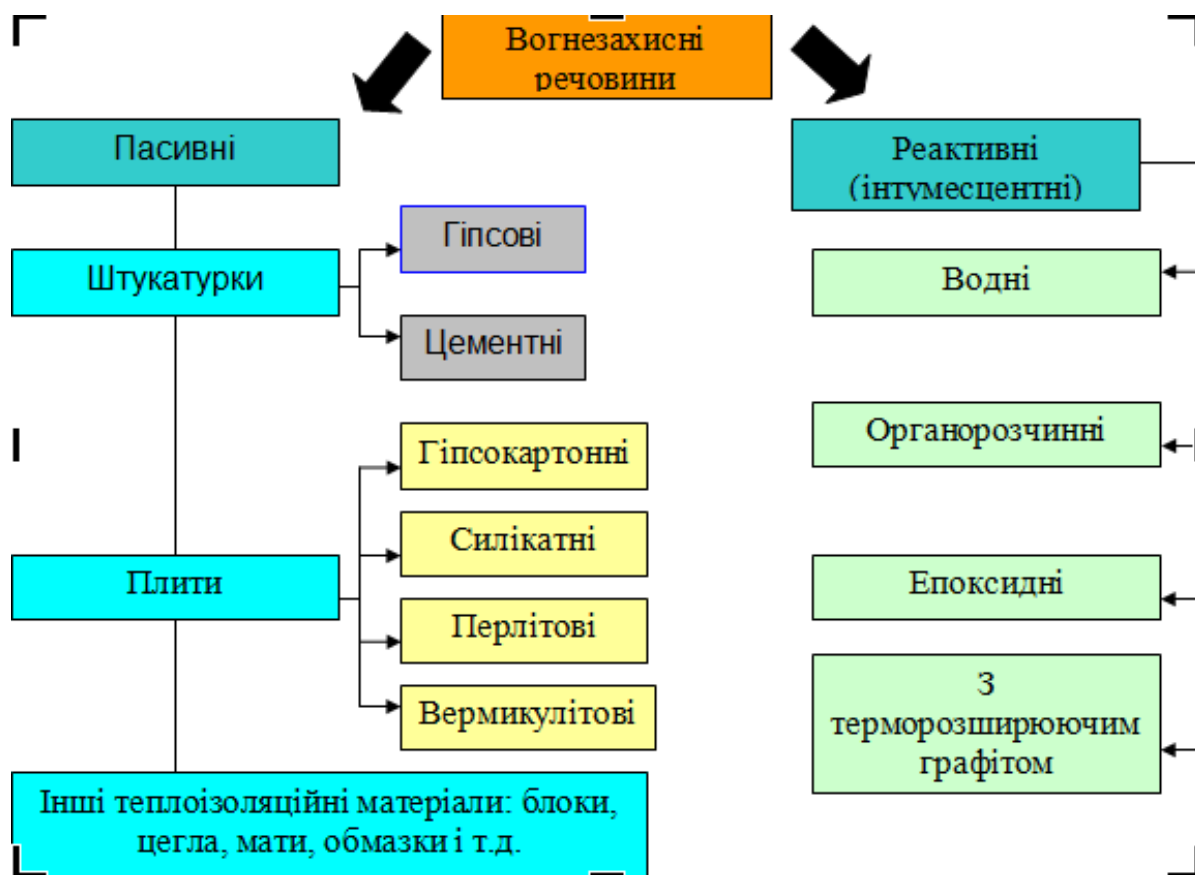 Вогнезахисні
речовини
Пасивні
Реактивні
(інтумесцентні)
Штукатурки
Гіпсові
Цементні
Водні
Органорозчинні
Плити
Гіпсокартонні
Силікатні
Перлітові
Вермикулітові
Епоксидні
З
терморозширюючим
графітом
Інші теплоізоляційні матеріали: блоки,
цегла, мати, обмазки і т.д.